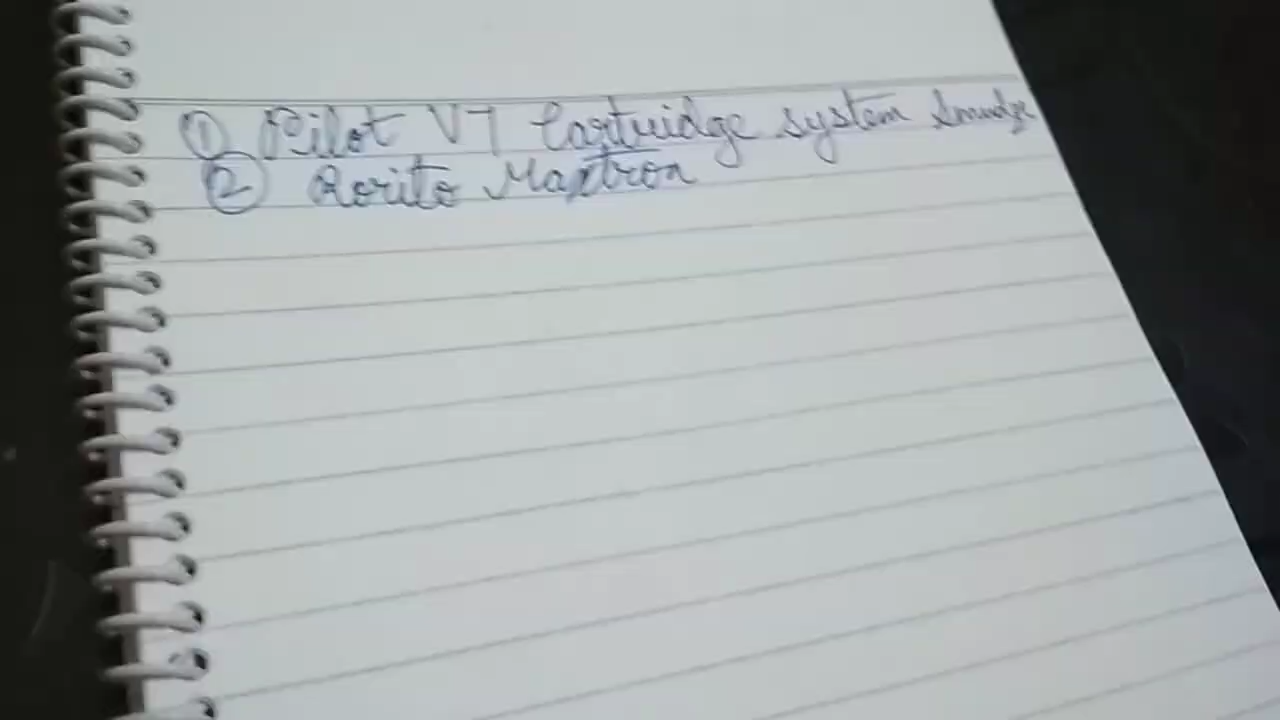 ① Pilot V7 Cartridge system Smudge
② Rorito Maxtron